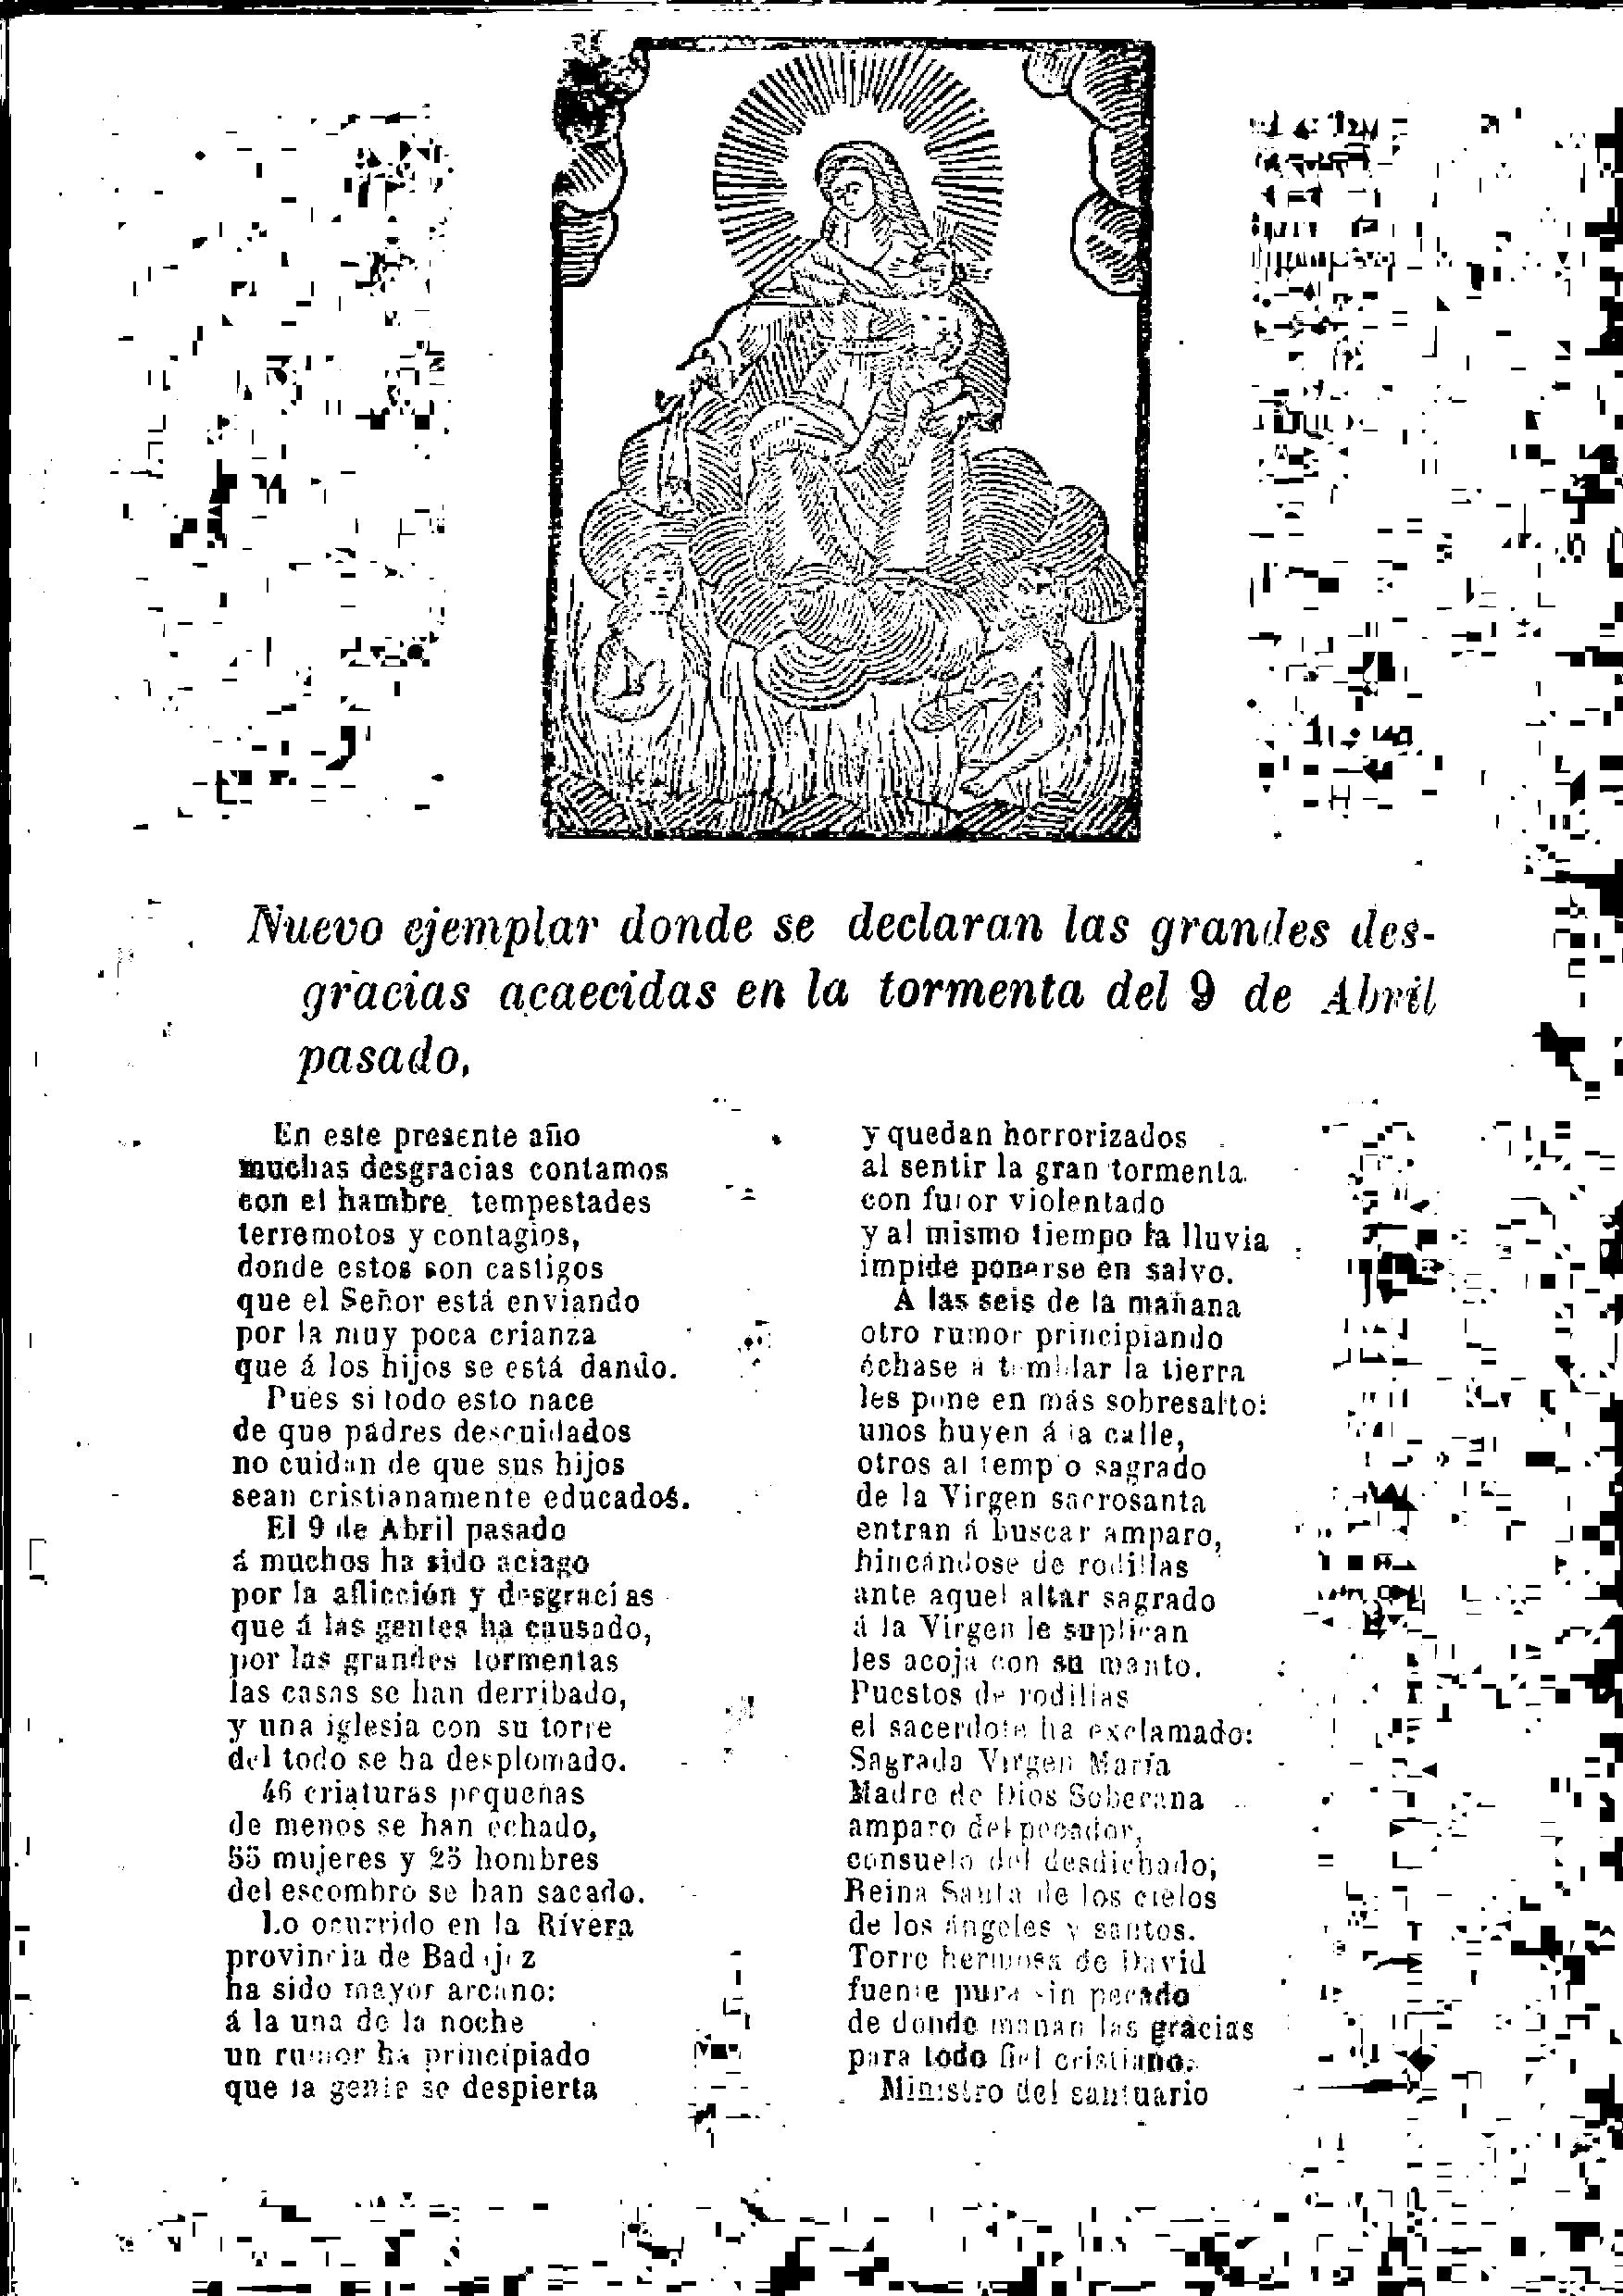 Nuevo ejemplar donde se declaran las grandes des-
gracias acaecidas en la tormenta del 9 de Abril
pasado,
En este presente año
muchas desgracias contamos
con el hambre, tempestades
terremotos y contagios,
donde estos son castigos
que el Señor está enviando
por la muy poca crianza
que á los hijos se está dando.
Pues si todo esto nace
de que padres descuidados
no cuidan de que sus hijos
sean cristianamente educados.
El 9 de Abril pasado
á muchos ha sido aciago
por la aflicción y desgracias
que á las gentes ha causado,
por las grandes tormentas
las casas se han derribado,
y una iglesia con su torre
del todo se ha desplomado.
46 criaturas pequeñas
de menos se han echado,
55 mujeres y 25 hombres
del escombro se han sacado.
Lo ocurrido en la Rívera
provincia de Badajoz
ha sido mayor arcano:
á la una de la noche
un rumor ha principiado
que la gente se despierta
y quedan horrorizados
al sentir la gran tormenta
con furor violentado
y al mismo tiempo la lluvia
impide ponerse en salvo.
A las seis de la mañana
otro rumor principiando
échase á temblar la tierra
les pone en más sobresalto:
unos huyen á la calle,
otros al templo sagrado
de la Virgen sacrosanta
entran á buscar amparo,
hincándose de rodillas
ante aquel altar sagrado
á la Virgen le suplican
les acoja con su manto.
Puestos de rodillas
el sacerdote ha exclamado:
Sagrada Virgen María
Madre de Dios Soberana
amparo del pecador,
consuelo del desdichado;
Reina Santa de los cielos
de los ángeles y santos.
Torre hermosa de David
fuente pura sin pecado
de donde manan las gracias
para todo fiel cristiano.
Ministro del santuario